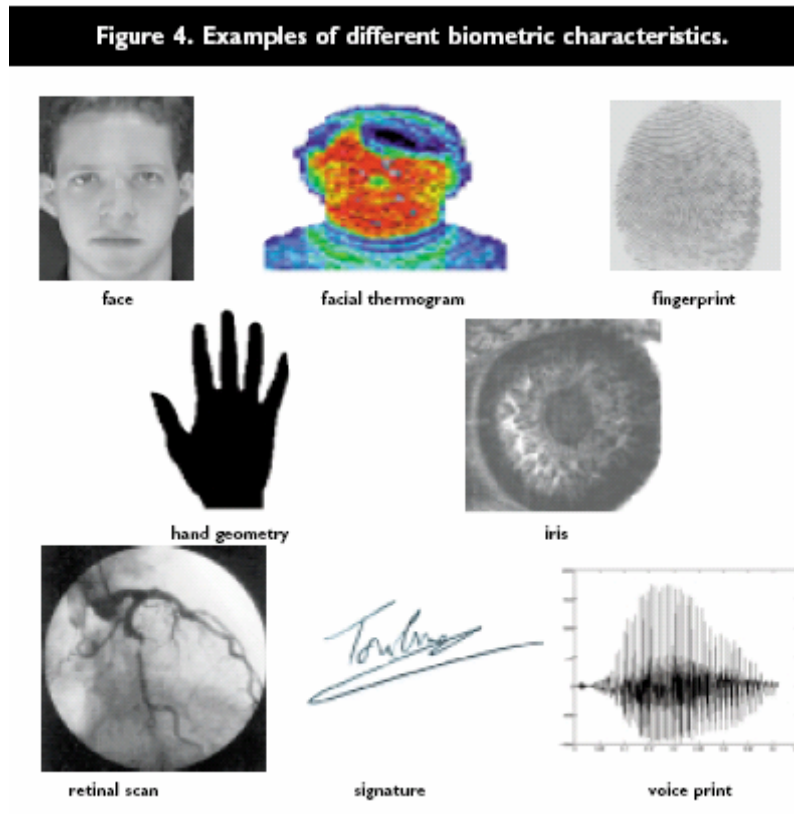 Figure 4. Examples of different biometric characteristics.
face facial thermogram fingerprint
hand geometry iris
retinal scan signature voice print